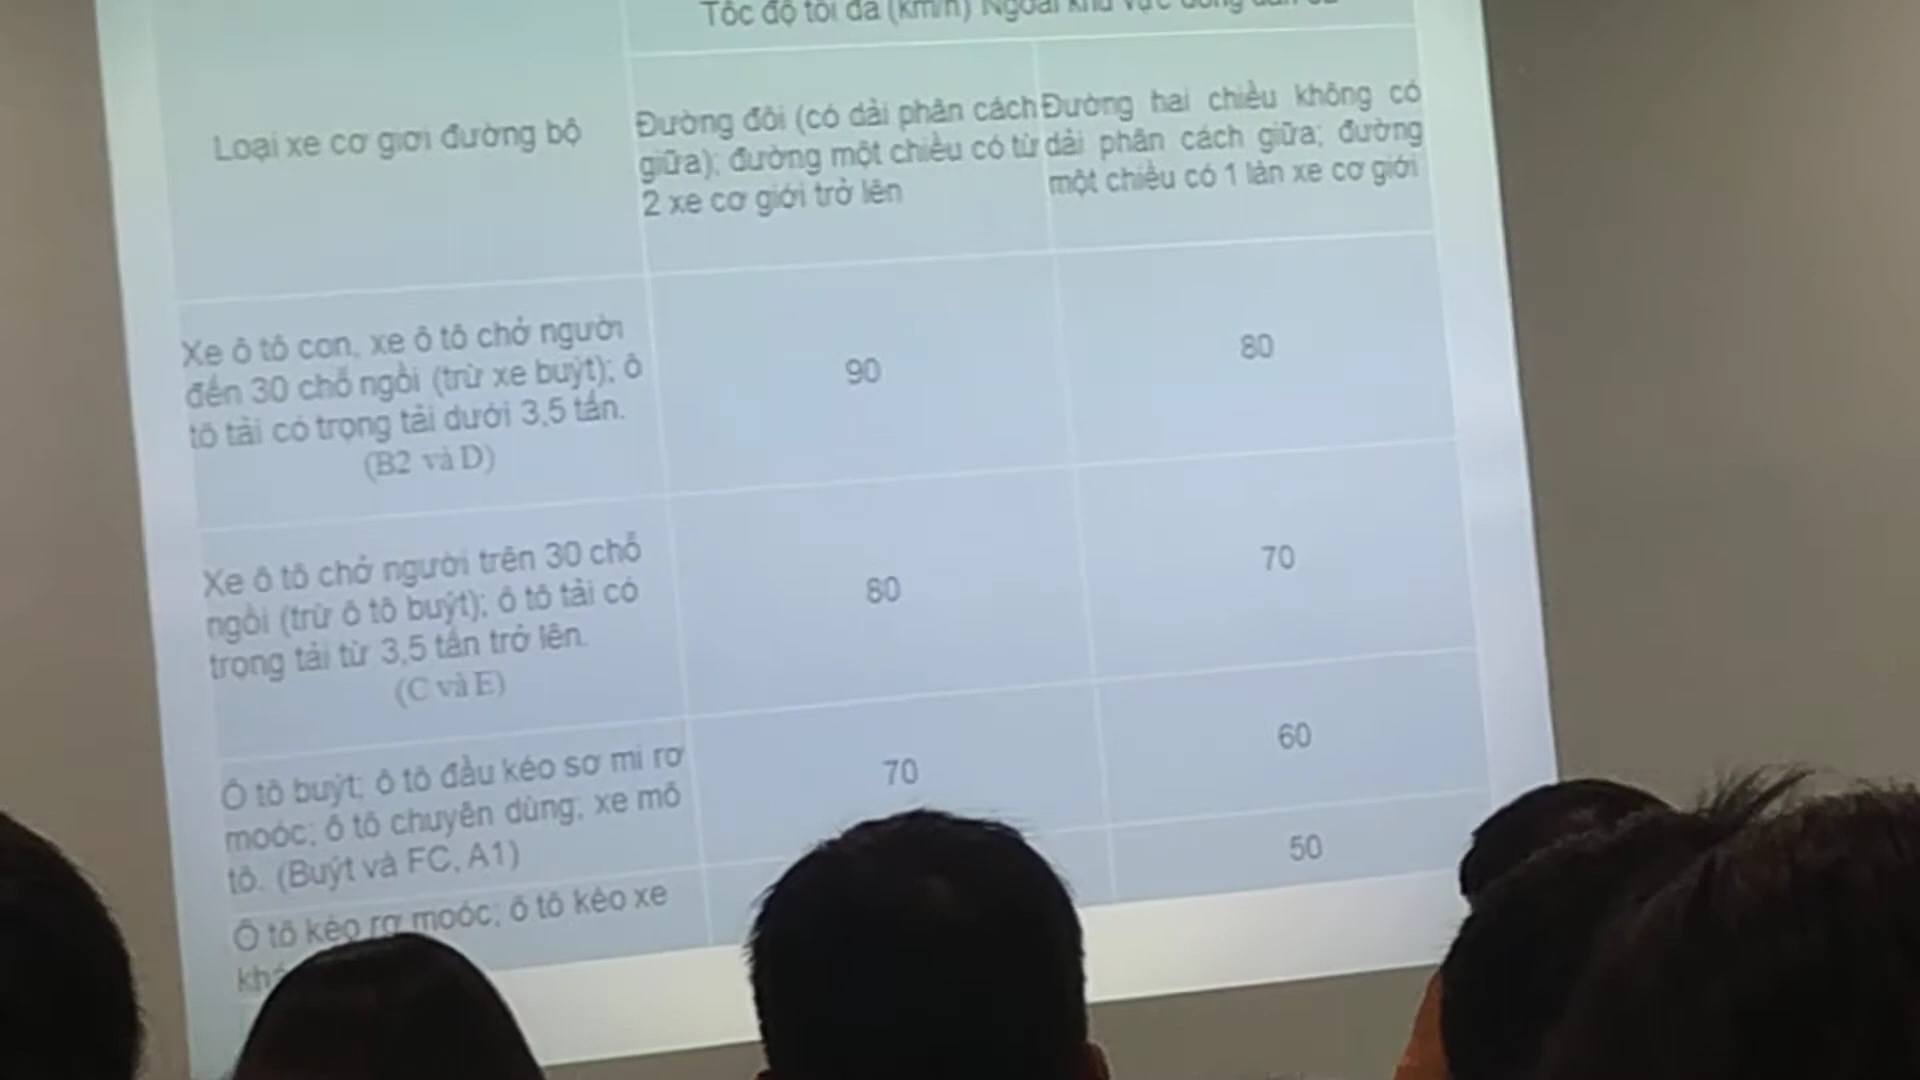 Tốc độ tối đa (km/h) Ngoài khu vực đông dân cư
Loại xe cơ giới đường bộ
Đường đôi (có dải phân cách
giữa); đường một chiều có từ
2 xe cơ giới trở lên
Đường hai chiều không có
dải phân cách giữa; đường
một chiều có 1 làn xe cơ giới
Xe ô tô con, xe ô tô chở người
đến 30 chỗ ngồi (trừ xe buýt); ô
tô tải có trọng tải dưới 3,5 tấn.
(B2 và D)
90
80
Xe ô tô chở người trên 30 chỗ
ngồi (trừ ô tô buýt); ô tô tải có
trọng tải từ 3,5 tấn trở lên.
(C và E)
80
70
Ô tô buýt; ô tô đầu kéo sơ mi rơ
moóc; ô tô chuyên dùng; xe mô
tô. (Buýt và FC, A1)
70
60
Ô tô kéo rơ moóc; ô tô kéo xe
50